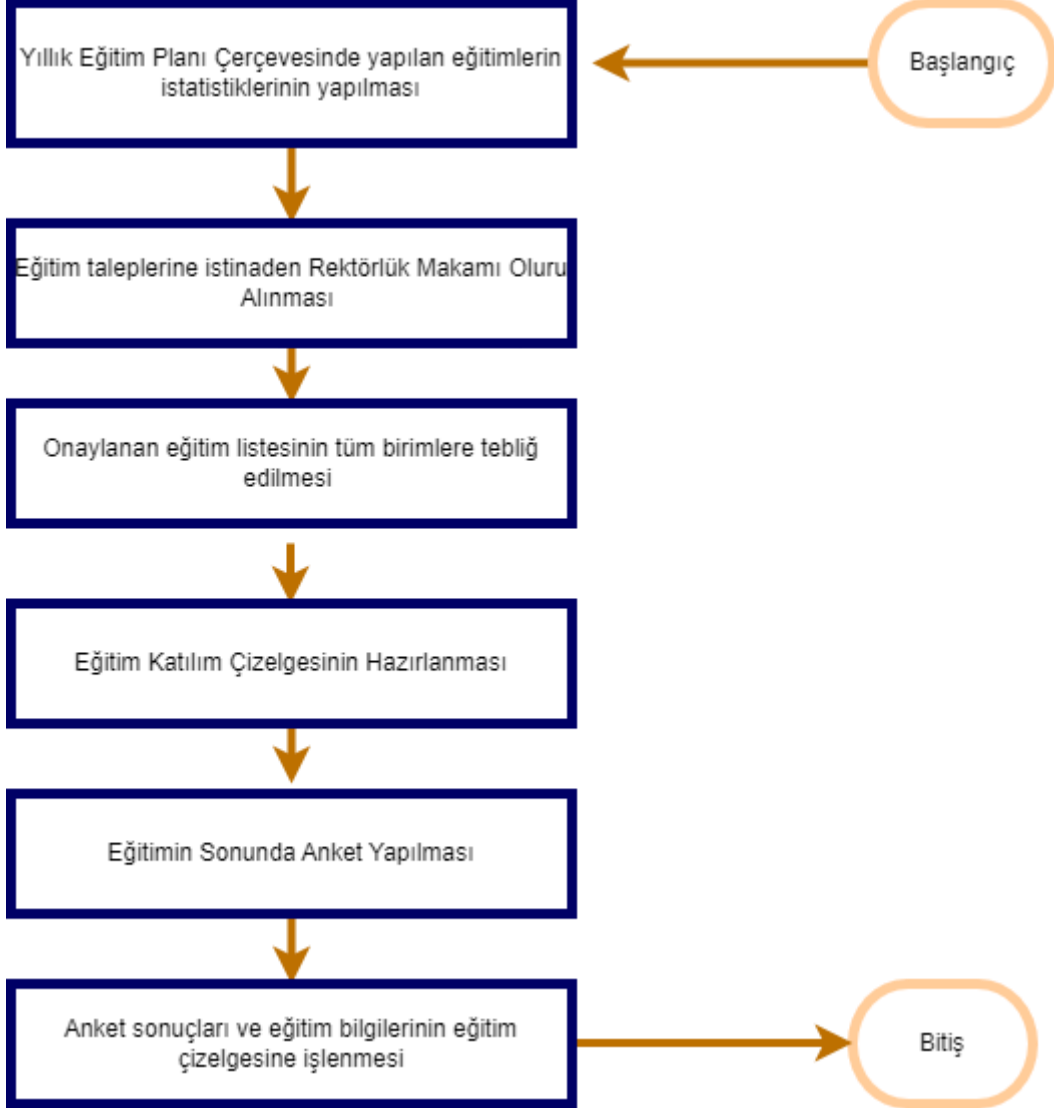 Başlangıç
Yıllık Eğitim Planı Çerçevesinde yapılan eğitimlerin
istatistiklerinin yapılması
Eğitim taleplerine istinaden Rektörlük Makamı Oluru
Alınması
Onaylanan eğitim listesinin tüm birimlere tebliğ
edilmesi
Eğitim Katılım Çizelgesinin Hazırlanması
Eğitimin Sonunda Anket Yapılması
Anket sonuçları ve eğitim bilgilerinin eğitim
çizelgesine işlenmesi
Bitiş